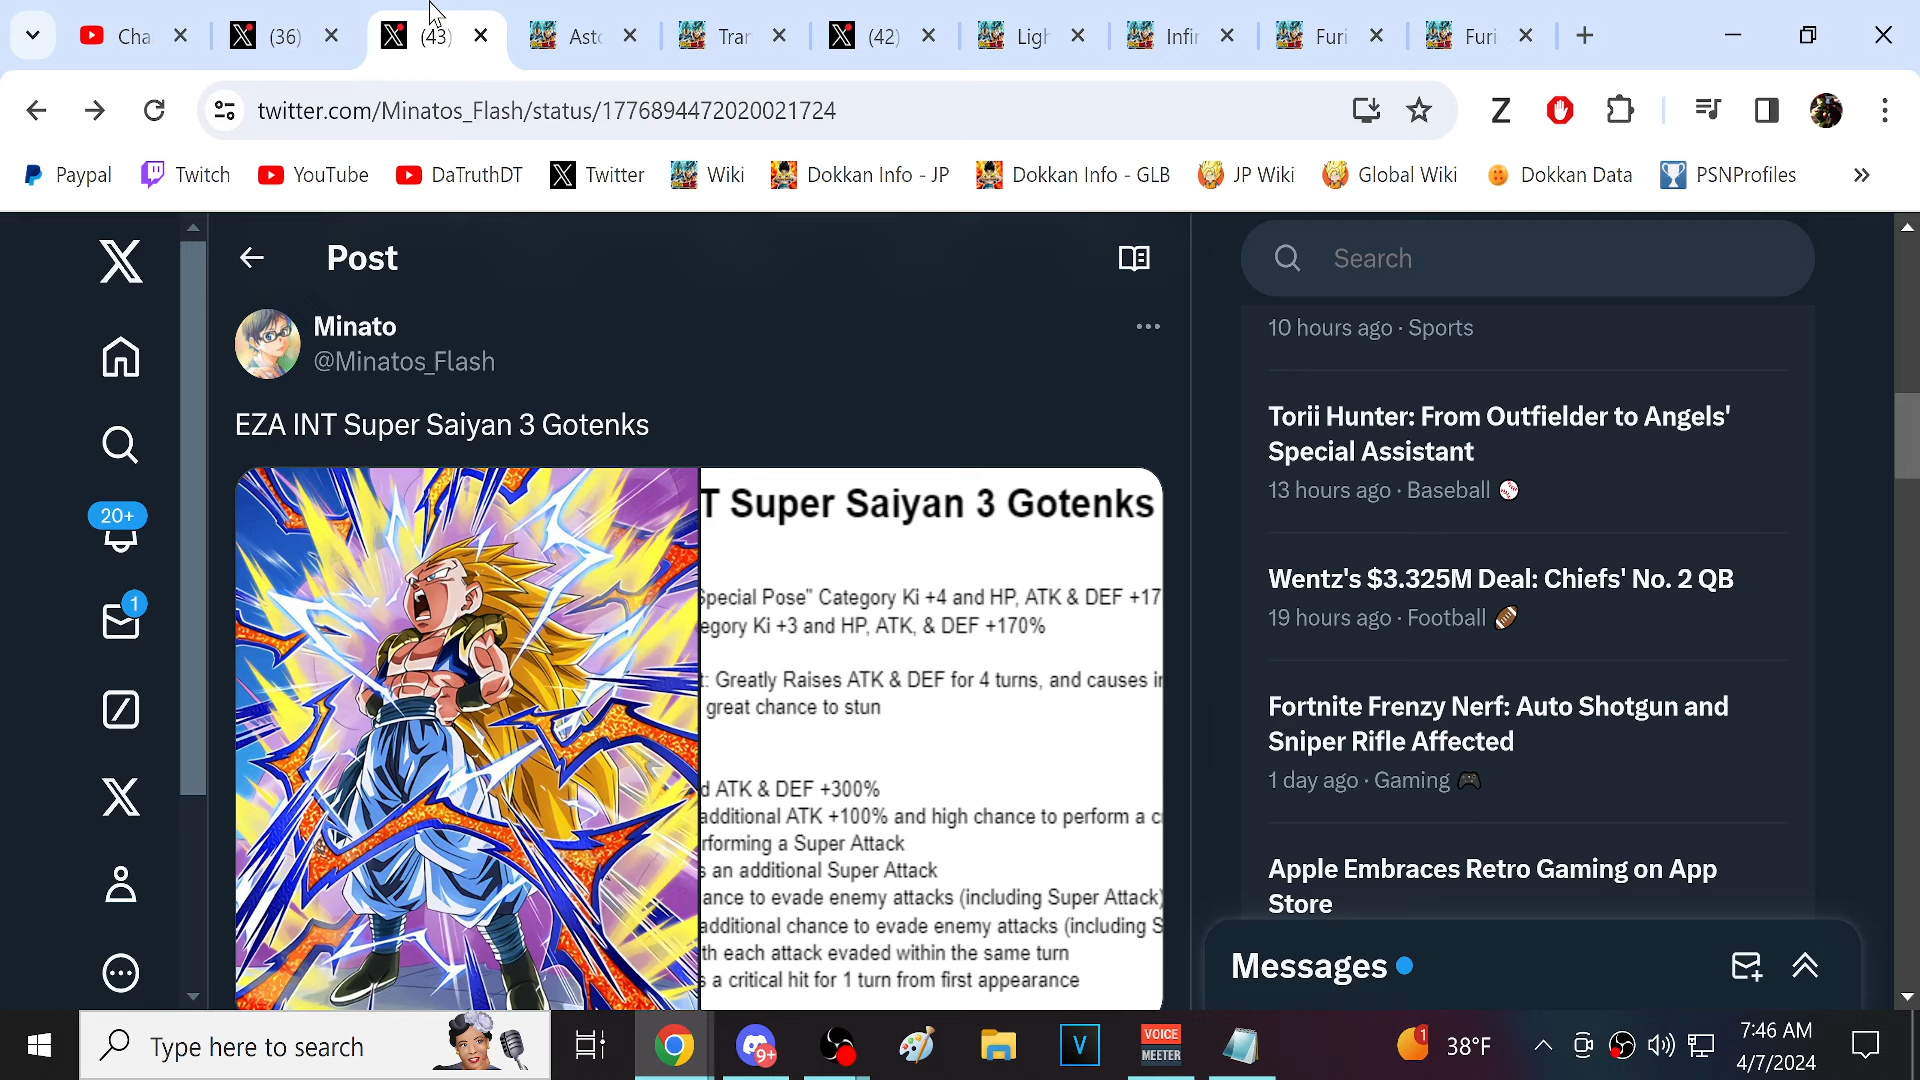 Cha
(36)
(43)
Ast
Trar
(42)
Ligh
Infir
Furi
Furi
twitter.com/Minatos_Flash/status/1776894472020021724
Z
Paypal
Twitch
YouTube
DaTruthDT
Twitter
Wiki
Dokkan Info - JP
Dokkan Info - GLB
JP Wiki
Global Wiki
Dokkan Data
PSNProfiles
Post
Minato
@Minatos_Flash
EZA INT Super Saiyan 3 Gotenks
T Super Saiyan 3 Gotenks
Special Pose" Category Ki +4 and HP, ATK & DEF +17
egory Ki +3 and HP, ATK, & DEF +170%
t: Greatly Raises ATK & DEF for 4 turns, and causes
great chance to stun
d ATK & DEF +300%
additional ATK +100% and high chance to perform a
rforming a Super Attack
s an additional Super Attack
ance to evade enemy attacks (including Super Attack)
additional chance to evade enemy attacks (including S
th each attack evaded within the same turn
s a critical hit for 1 turn from first appearance
20+
1
Search
10 hours ago · Sports
Torii Hunter: From Outfielder to Angels'
Special Assistant
13 hours ago · Baseball
Wentz's $3.325M Deal: Chiefs' No. 2 QB
19 hours ago · Football
Fortnite Frenzy Nerf: Auto Shotgun and
Sniper Rifle Affected
1 day ago · Gaming
Apple Embraces Retro Gaming on App
Store
Messages
Type here to search
9+
V
VOICE
MEETER
1
38°F
7:46 AM
4/7/2024